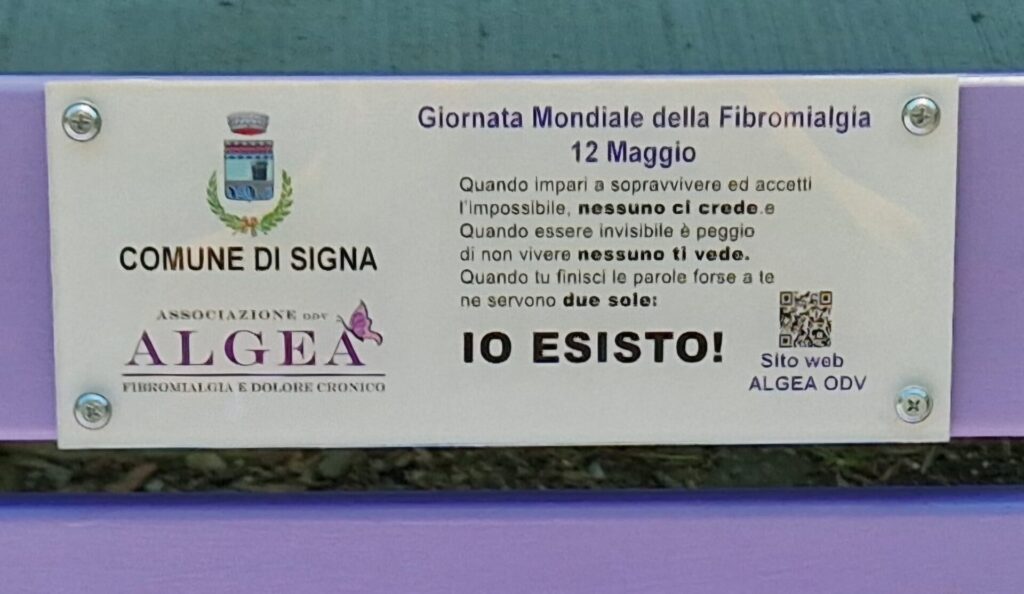 COMUNE DI SIGNA
ASSOCIAZIONE ODV
ALGEA
FIBROMIALGIA E DOLORE CRONICO
Giornata Mondiale della Fibromialgia
12 Maggio
Quando impari a sopravvivere ed accetti
l'impossibile, nessuno ci crede.e
Quando essere invisibile è peggio
di non vivere nessuno ti vede.
Quando tu finisci le parole forse a te
ne servono due sole:
IO ESISTO!
Sito web
ALGEA ODV